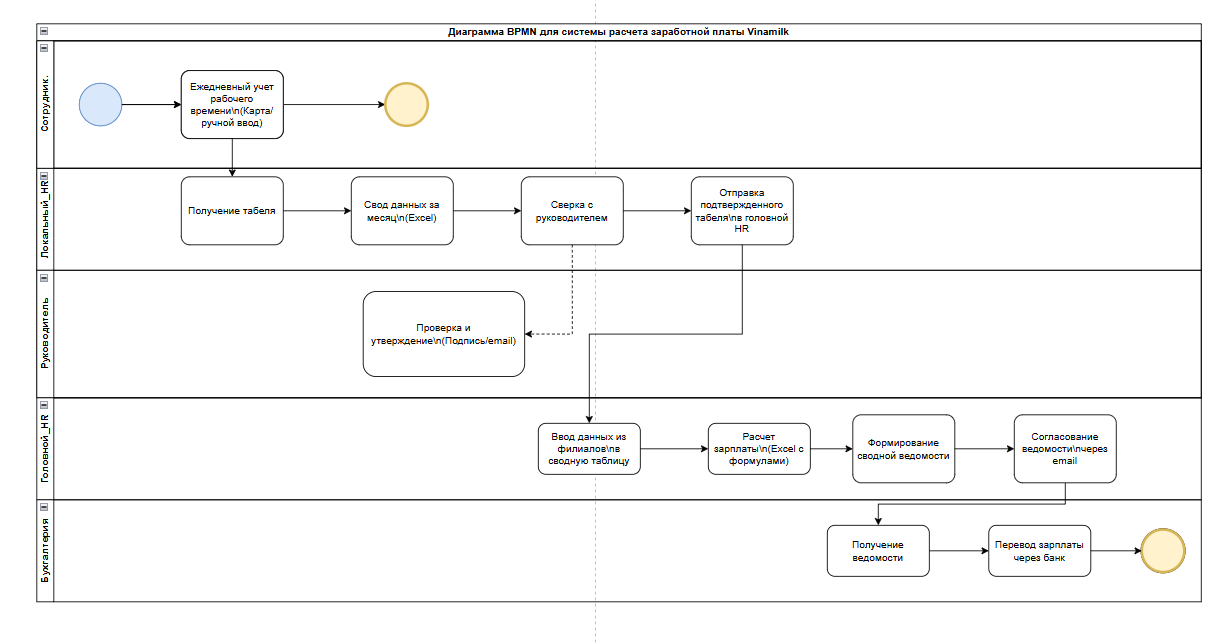 Диаграмма BPMN для системы расчета заработной платы Vinamilk
Сотрудник.
Ежедневный учет
рабочего
времени\n(Карта/
ручной ввод)
Локальный_HR
Получение табеля
Свод данных за
месяц\n(Excel)
Сверка с
руководителем
Отправка
подтвержденного
табеля\nв головной
HR
Руководитель
Проверка и
утверждение\n(Подпись/email)
Головной_HR
Ввод данных из
филиалов\nв
сводную таблицу
Расчет
зарплаты\n(Excel с
формулами)
Формирование
сводной ведомости
Согласование
ведомости\nчерез
email
Бухгалтерия
Получение
ведомости
Перевод зарплаты
через банк